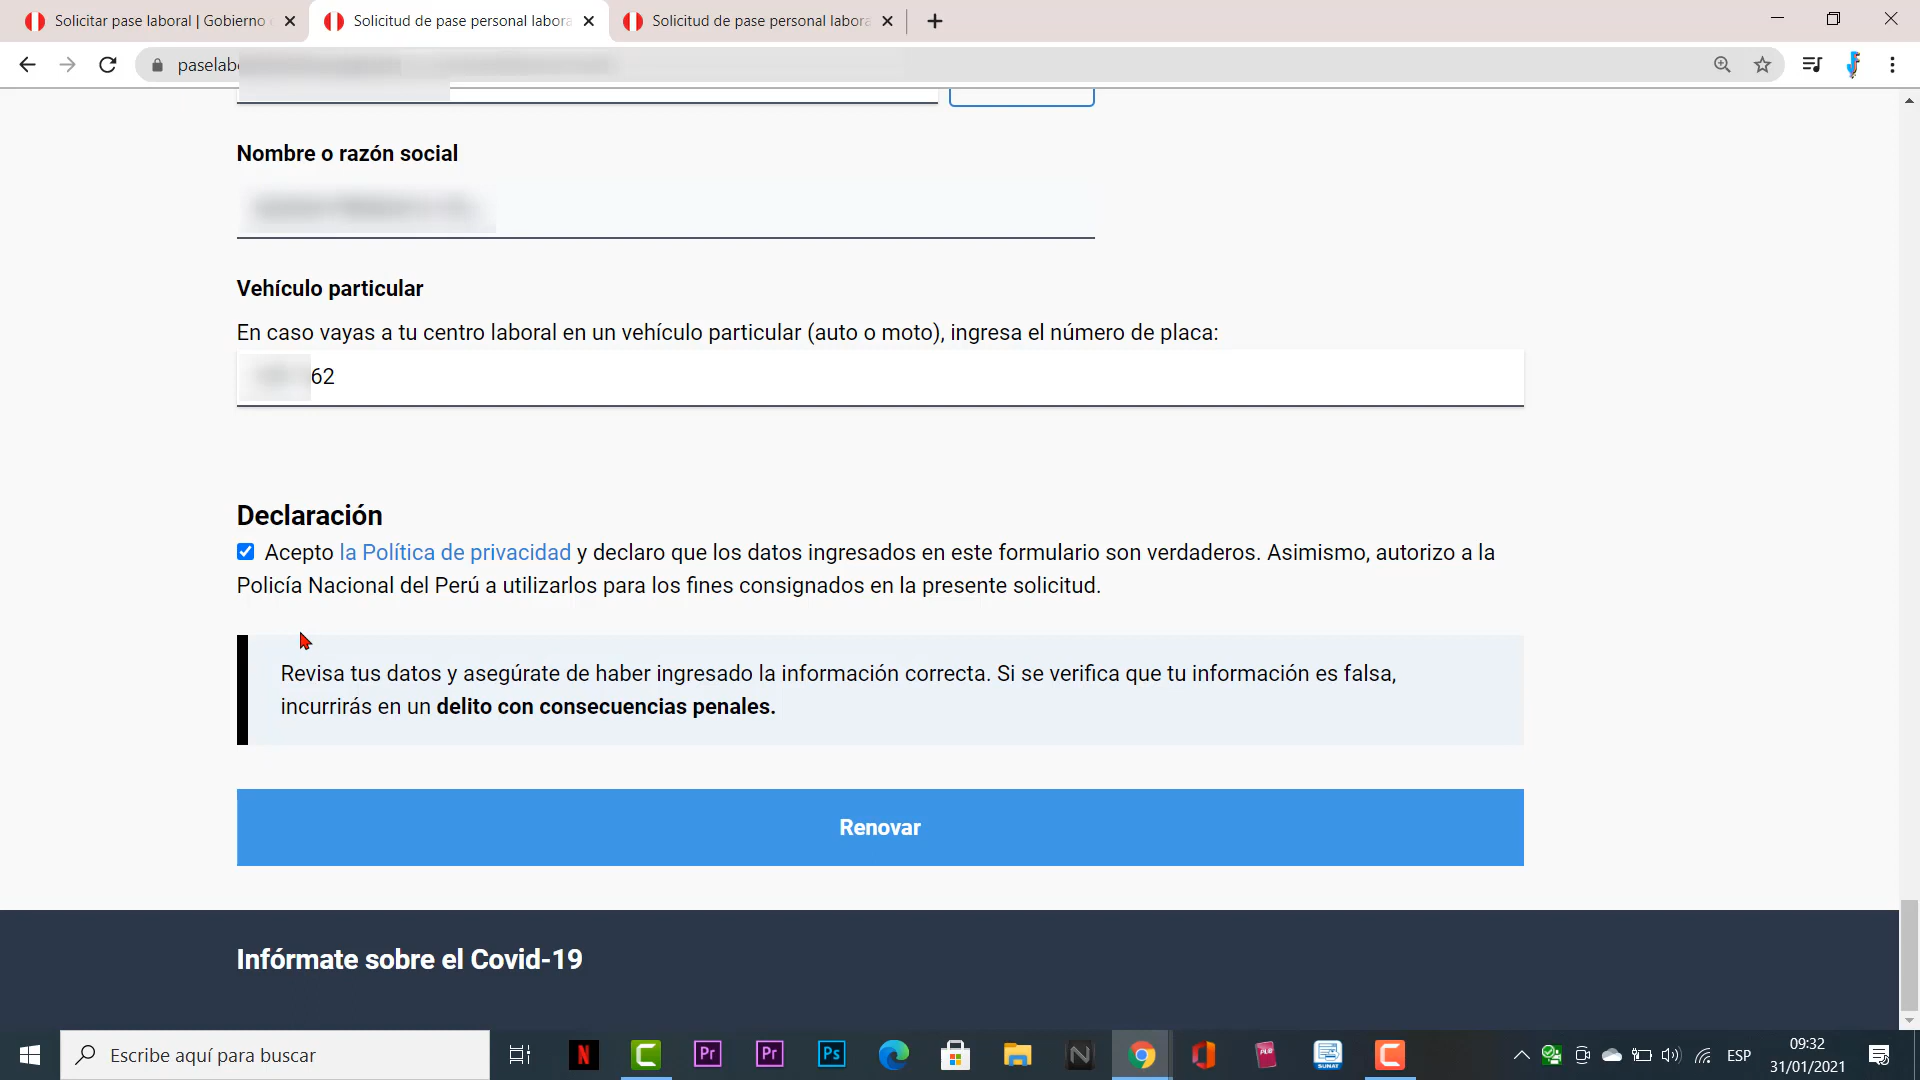 Solicitar pase laboral | Gobierno
Solicitud de pase personal labora
Solicitud de pase personal labora
paselab
Nombre o razón social
Vehículo particular
En caso vayas a tu centro laboral en un vehículo particular (auto o moto), ingresa el número de placa:
62
Declaración
Acepto la Política de privacidad y declaro que los datos ingresados en este formulario son verdaderos. Asimismo, autorizo a la
Policía Nacional del Perú a utilizarlos para los fines consignados en la presente solicitud.
Revisa tus datos y asegúrate de haber ingresado la información correcta. Si se verifica que tu información es falsa,
incurrirás en un delito con consecuencias penales.
Renovar
Infórmate sobre el Covid-19
Escribe aquí para buscar
N
C
Pr
Pr
Ps
N
PLE
SUNAT
C
ESP
09:32
31/01/2021